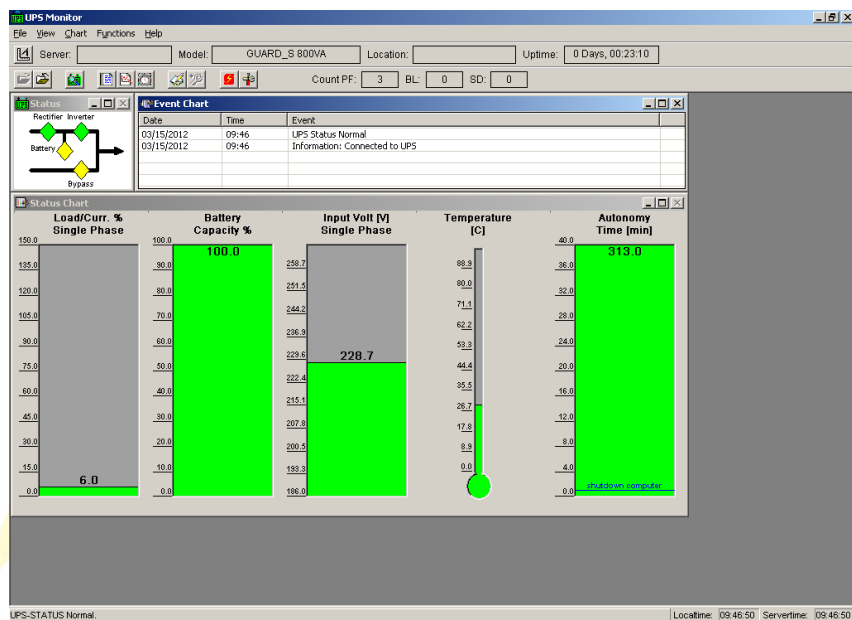 UPS Monitor
File View Chart Functions Help
Server: Model: GUARD_S 800VA Location: Uptime: 0 Days, 00:23:10
Count PF: 3 BL: 0 SD: 0
Status
Rectifier Inverter
Battery
Bypass
Event Chart
Date Time Event
03/15/2012 09:46 UPS Status Normal
03/15/2012 09:46 Information: Connected to UPS
Status Chart
Load/Curr. %
Single Phase
150.0
135.0
120.0
105.0
90.0
75.0
60.0
45.0
30.0
15.0
0.0
6.0
Battery
Capacity %
100.0
90.0
80.0
70.0
60.0
50.0
40.0
30.0
20.0
10.0
0.0
100.0
Input Volt [V]
Single Phase
258.7
251.5
244.2
236.9
229.6
222.4
215.1
207.8
200.5
193.3
186.0
228.7
Temperature
[C]
88.9
80.0
71.1
62.2
53.3
44.4
35.5
26.7
17.8
8.9
0.0
Autonomy
Time [min]
40.0
36.0
32.0
28.0
24.0
20.0
16.0
12.0
8.0
4.0
0.0
313.0
shutdown computer
UPS-STATUS Normal.
Localtime: 09:46:50 Servertime: 09:46:50